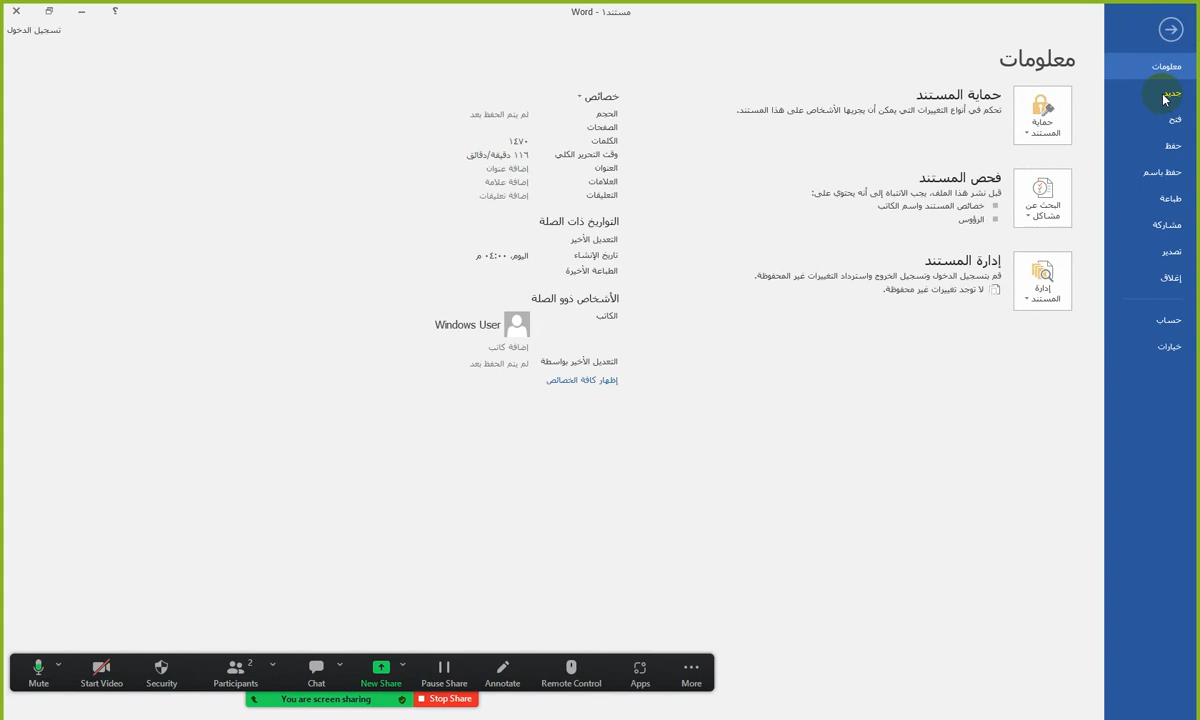 مستند١ - Word
؟
تسجيل الدخول
معلومات
جديد
فتح
حفظ
حفظ باسم
طباعة
مشاركة
تصدير
إغلاق
حساب
خيارات
معلومات
حماية المستند
تحكم في أنواع التغييرات التي يمكن أن يجريها الأشخاص على هذا المستند.
حماية
المستند
فحص المستند
قبل نشر هذا الملف، يجب الانتباه إلى أنه يحتوي على:
خصائص المستند واسم الكاتب
الرؤوس
البحث عن
مشاكل
إدارة المستند
قم بتسجيل الدخول وتسجيل الخروج واسترداد التغييرات غير المحفوظة.
لا توجد تغييرات غير محفوظة.
إدارة
المستند
خصائص
الحجم لم يتم الحفظ بعد
الصفحات
الكلمات ١٤٧٠
وقت التحرير الكلي ١١٦ دقيقة/دقائق
العنوان إضافة عنوان
العلامات إضافة علامة
التعليقات إضافة تعليقات
التواريخ ذات الصلة
التعديل الأخير
تاريخ الإنشاء اليوم، ٠٤:٠٠ م
الطباعة الأخيرة
الأشخاص ذوو الصلة
الكاتب
Windows User
إضافة كاتب
التعديل الأخير بواسطة لم يتم الحفظ بعد
إظهار كافة الخصائص
Mute
Start Video
Security
Participants 2
Chat
New Share
Pause Share
Annotate
Remote Control
Apps
More
You are screen sharing
Stop Share